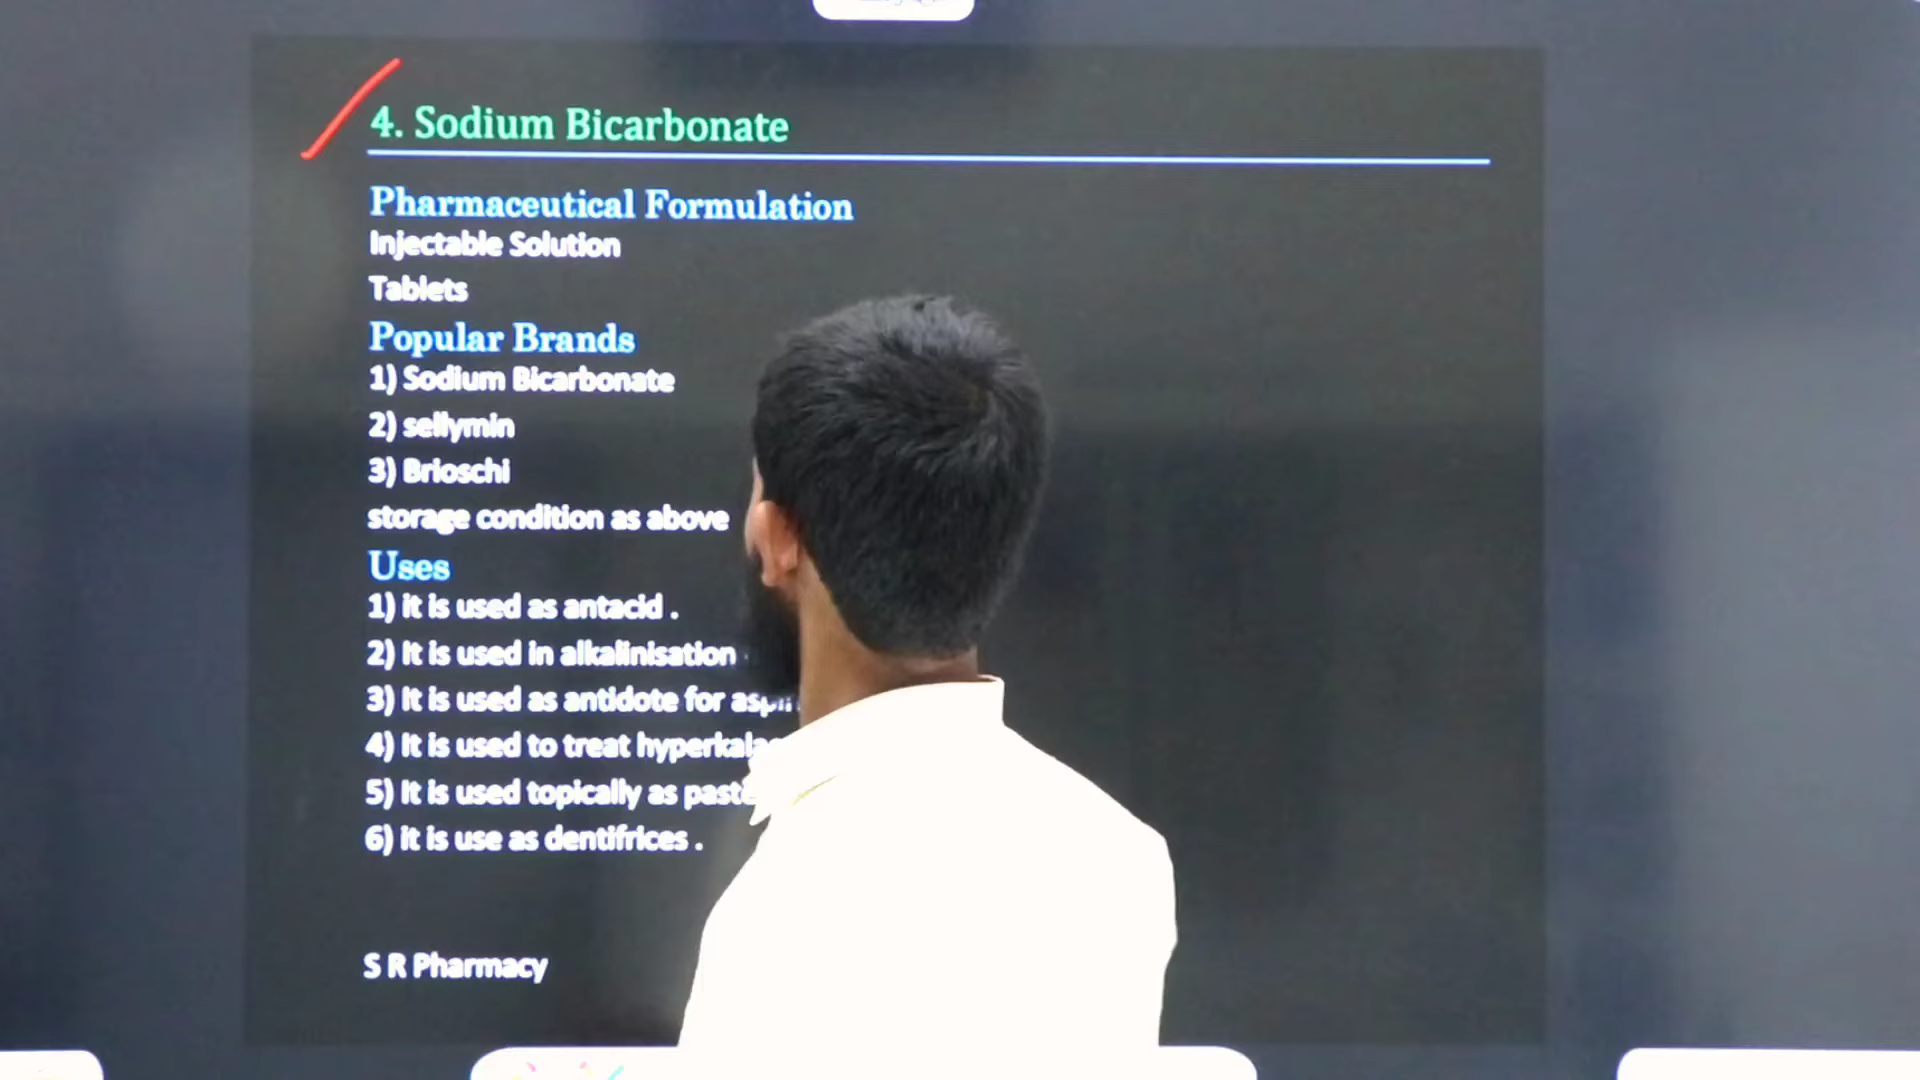 4. Sodium Bicarbonate
Pharmaceutical Formulation
Injectable Solution
Tablets
Popular Brands
1) Sodium Bicarbonate
2) sellymin
3) Brioschi
storage condition as above
Uses
1) it is used as antacid .
2) It is used in alkalinisation
3) It is used as antidote for
4) It is used to treat
5) It is used topically as
6) It is use as dentifrices .
S R Pharmacy